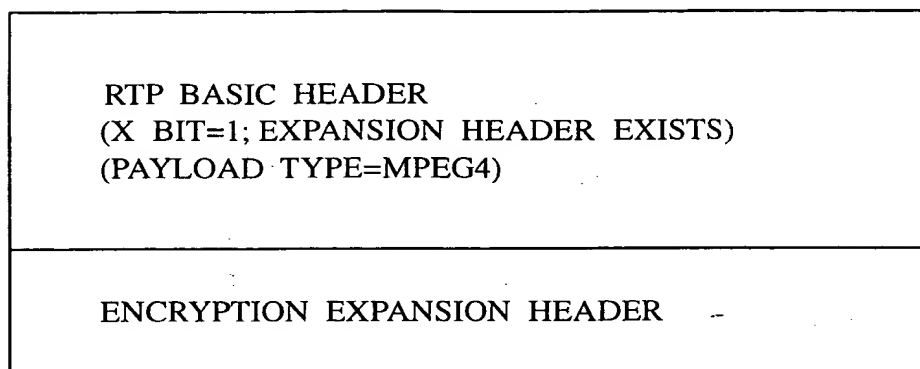 RTP BASIC HEADER
(X BIT=1; EXPANSION HEADER EXISTS)
(PAYLOAD TYPE=MPEG4)
ENCRYPTION EXPANSION HEADER